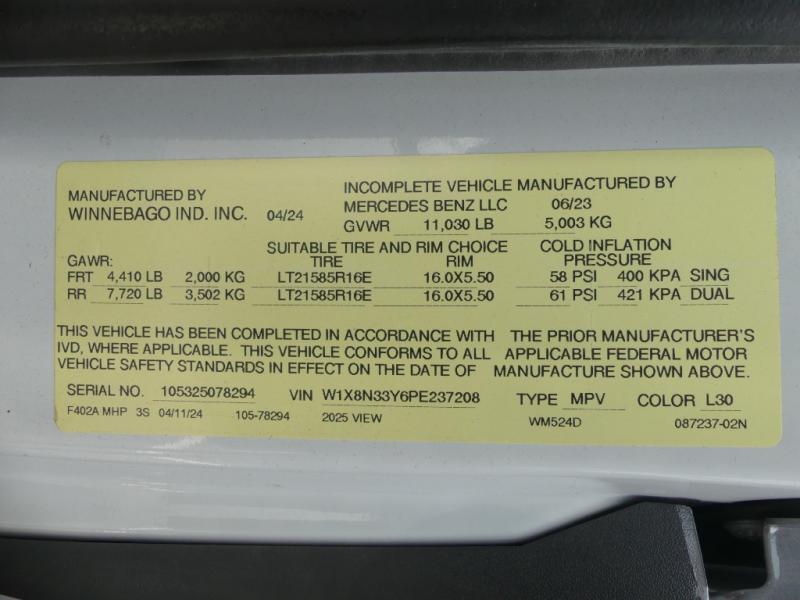 MANUFACTURED BY
WINNEBAGO IND. INC. 04/24
INCOMPLETE VEHICLE MANUFACTURED BY
MERCEDES BENZ LLC 06/23
GVWR 11,030 LB 5,003 KG
SUITABLE TIRE AND RIM CHOICE COLD INFLATION
GAWR: TIRE RIM PRESSURE
FRT 4,410 LB 2,000 KG LT21585R16E 16.0X5.50 58 PSI 400 KPA SING
RR 7,720 LB 3,502 KG LT21585R16E 16.0X5.50 61 PSI 421 KPA DUAL
THIS VEHICLE HAS BEEN COMPLETED IN ACCORDANCE WITH THE PRIOR MANUFACTURER'S
IVD, WHERE APPLICABLE. THIS VEHICLE CONFORMS TO ALL APPLICABLE FEDERAL MOTOR
VEHICLE SAFETY STANDARDS IN EFFECT ON THE DATE OF MANUFACTURE SHOWN ABOVE.
SERIAL NO. 105325078294 VIN W1X8N33Y6PE237208 TYPE MPV COLOR L30
F402A MHP 3S 04/11/24 105-78294 2025 VIEW WM524D 087237-02N